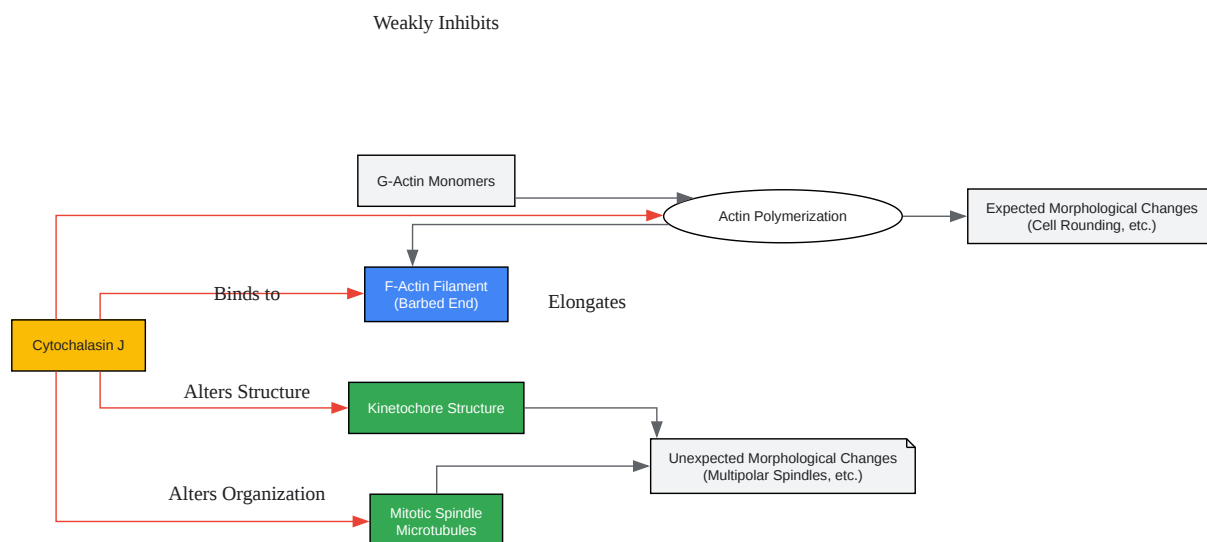 Weakly Inhibits
G-Actin Monomers
Actin Polymerization
Expected Morphological Changes
(Cell Rounding, etc.)
Binds to
F-Actin Filament
(Barbed End)
Elongates
Cytochalasin J
Alters Structure
Kinetochore Structure
Unexpected Morphological Changes
(Multipolar Spindles, etc.)
Alters Organization
Mitotic Spindle
Microtubules